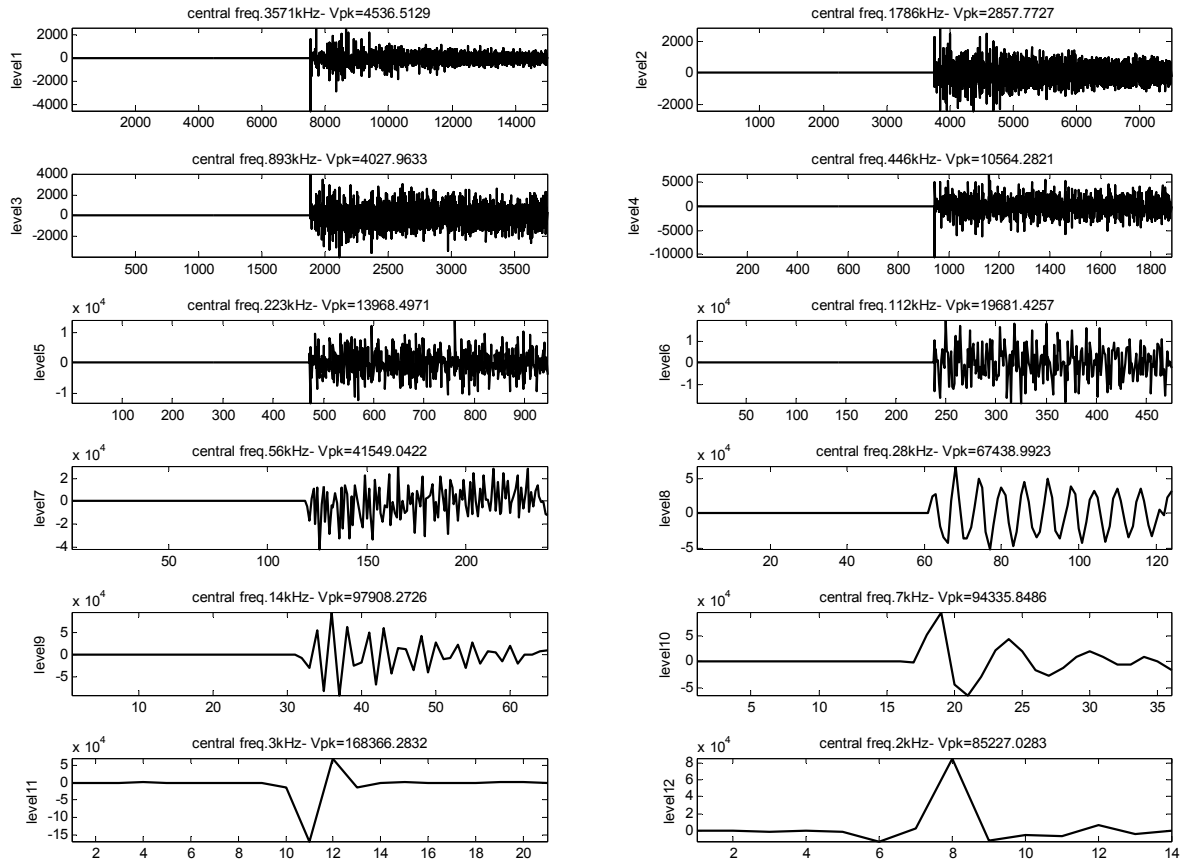 central freq.3571kHz- Vpk=4536.5129
level1
2000
0
-2000
-4000
2000 4000 6000 8000 10000 12000 14000
central freq.1786kHz- Vpk=2857.7727
level2
2000
0
-2000
1000 2000 3000 4000 5000 6000 7000
central freq.893kHz- Vpk=4027.9633
level3
4000
2000
0
-2000
500 1000 1500 2000 2500 3000 3500
central freq.446kHz- Vpk=10564.2821
level4
5000
0
-5000
-10000
200 400 600 800 1000 1200 1400 1600 1800
central freq.223kHz- Vpk=13968.4971
x 10^4
level5
1
0
-1
100 200 300 400 500 600 700 800 900
central freq.112kHz- Vpk=19681.4257
x 10^4
level6
1
0
-1
50 100 150 200 250 300 350 400 450
central freq.56kHz- Vpk=41549.0422
x 10^4
level7
2
0
-2
-4
50 100 150 200
central freq.28kHz- Vpk=67438.9923
x 10^4
level8
5
0
-5
20 40 60 80 100 120
central freq.14kHz- Vpk=97908.2726
x 10^4
level9
5
0
-5
10 20 30 40 50 60
central freq.7kHz- Vpk=94335.8486
x 10^4
level10
5
0
-5
5 10 15 20 25 30 35
central freq.3kHz- Vpk=168366.2832
x 10^4
level11
5
0
-5
-10
-15
2 4 6 8 10 12 14 16 18 20
central freq.2kHz- Vpk=85227.0283
x 10^4
level12
8
6
4
2
0
2 4 6 8 10 12 14